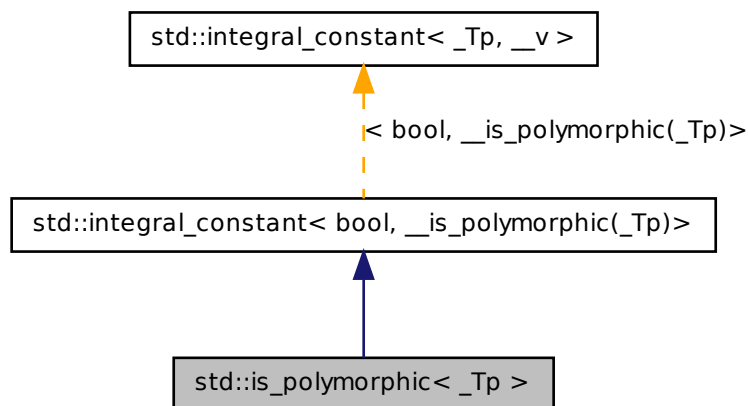 std::integral_constant< _Tp, __v >
< bool, __is_polymorphic(_Tp)>
std::integral_constant< bool, __is_polymorphic(_Tp)>
std::is_polymorphic< _Tp >